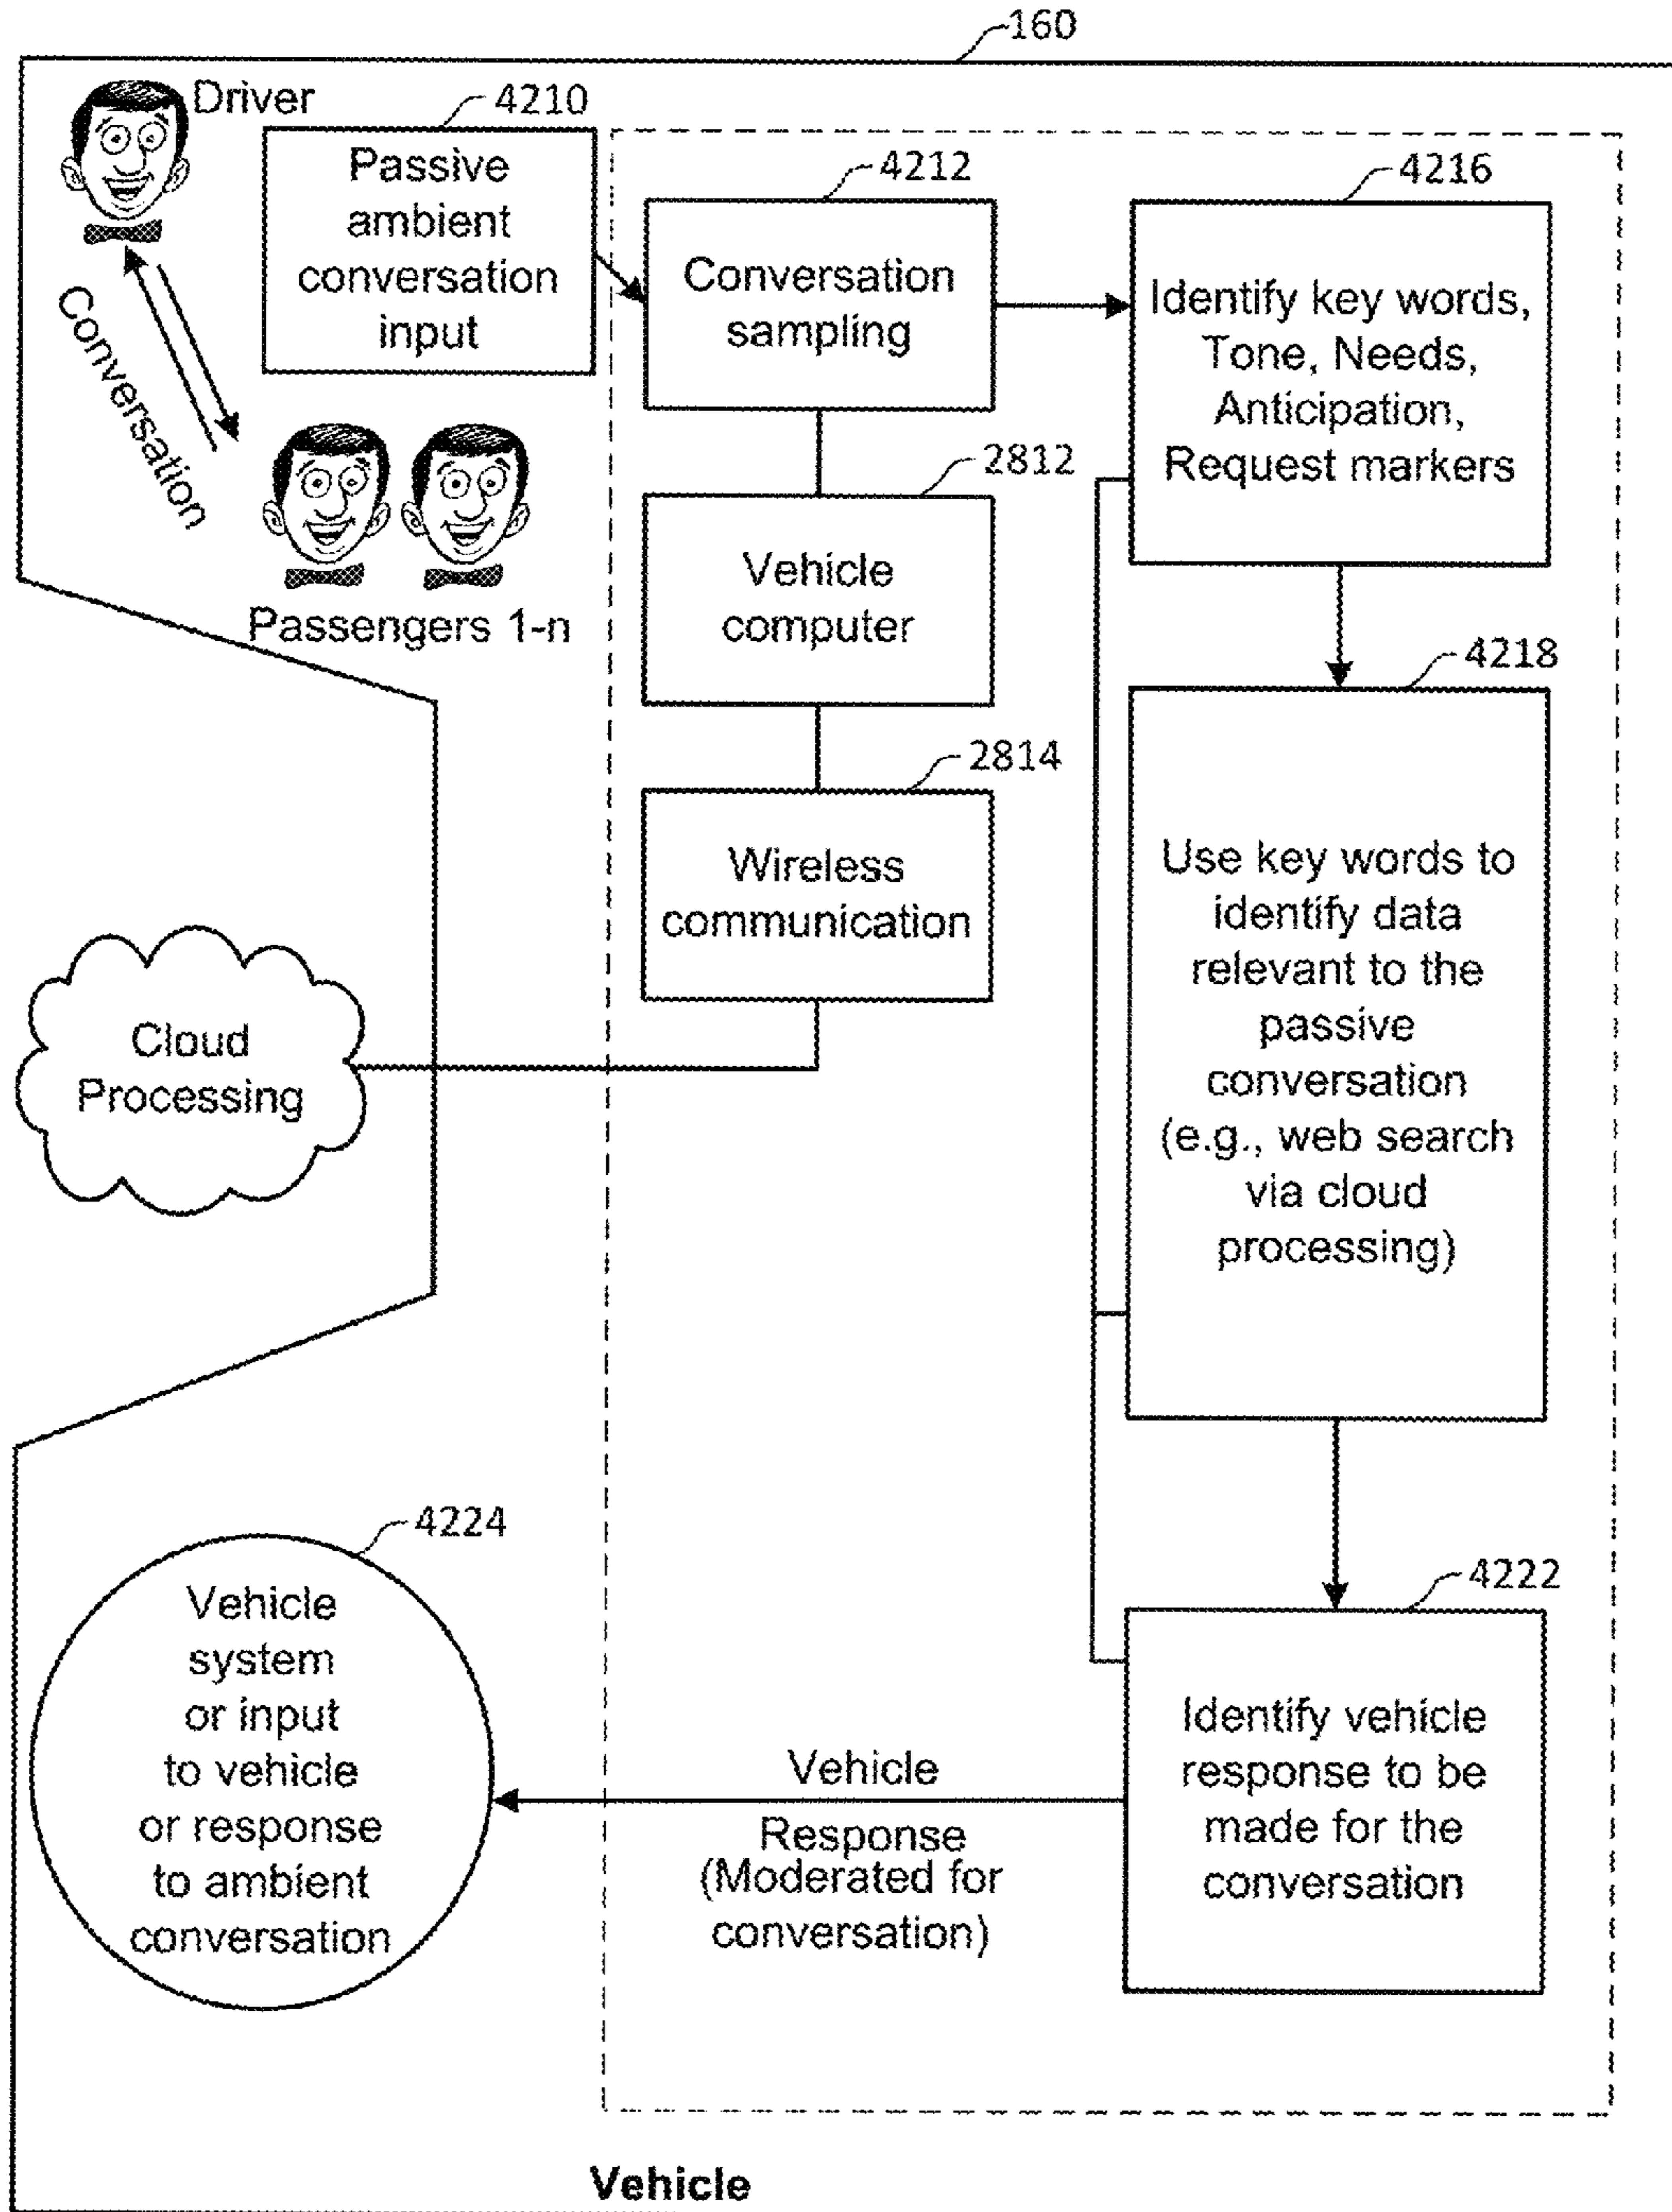 160
Driver
4210
Passive
ambient
conversation
input
Conversation
Passengers 1-n
4212
Conversation
sampling
4216
Identify key words,
Tone, Needs,
Anticipation,
Request markers
2812
Vehicle
computer
2814
Wireless
communication
Cloud
Processing
4218
Use key words to
identify data
relevant to the
passive
conversation
(e.g., web search
via cloud
processing)
4222
Identify vehicle
response to be
made for the
conversation
Vehicle
Response
(Moderated for
conversation)
4224
Vehicle
system
or input
to vehicle
or response
to ambient
conversation
Vehicle